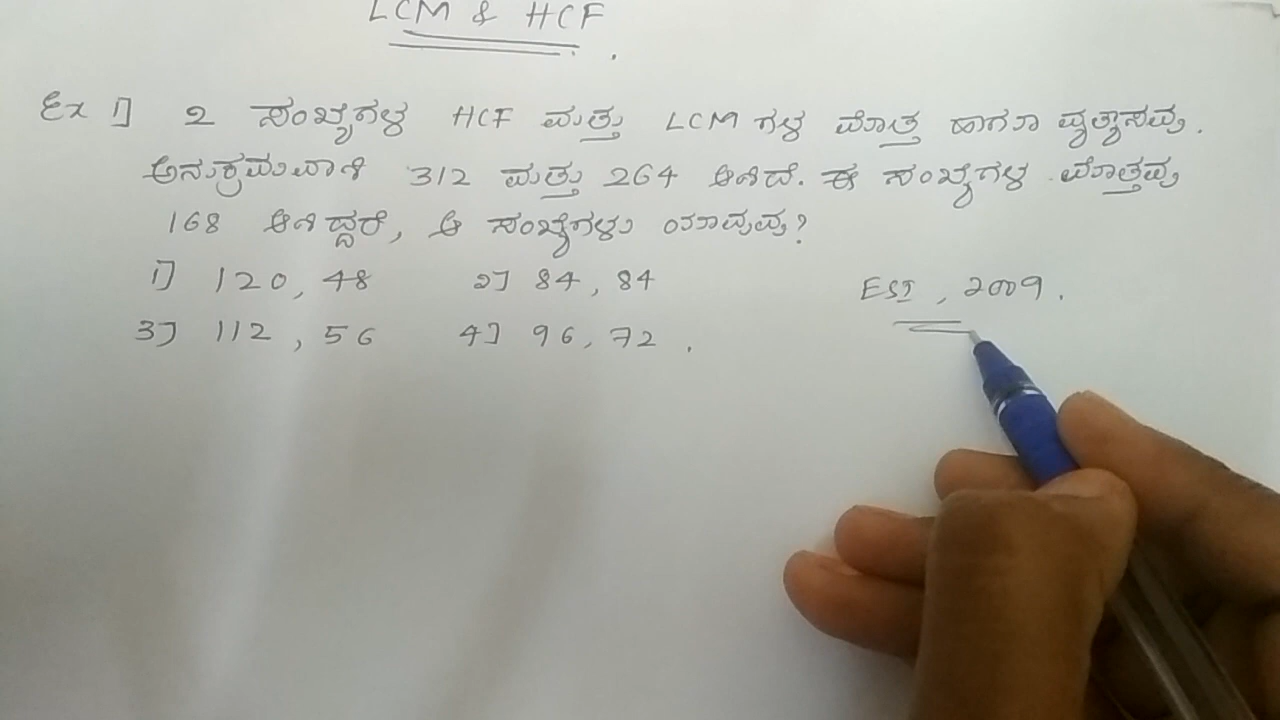 LCM & HCF
Ex 1] 2 ಸಂಖ್ಯೆಗಳ HCF ಮತ್ತು LCM ಗಳ ಮೊತ್ತ ಹಾಗೂ ವ್ಯತ್ಯಾಸವು.
ಅನುಕ್ರಮವಾಗಿ 312 ಮತ್ತು 264 ಆಗಿದೆ. ಈ ಸಂಖ್ಯೆಗಳ ಮೊತ್ತವು
168 ಆಗಿದ್ದರೆ, ಆ ಸಂಖ್ಯೆಗಳು ಯಾವುವು?
1] 120, 48 2] 84, 84
ESI, 2009.
3] 112, 56 4] 96, 72.